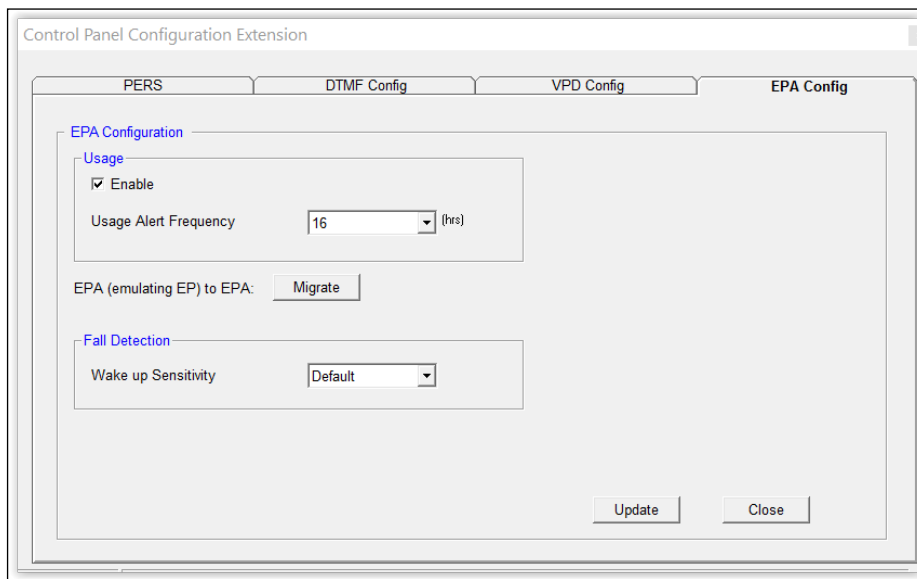 Control Panel Configuration Extension
PERS DTMF Config VPD Config EPA Config
EPA Configuration
Usage
Enable
Usage Alert Frequency 16 (hrs)
EPA (emulating EP) to EPA: Migrate
Fall Detection
Wake up Sensitivity Default
Update Close